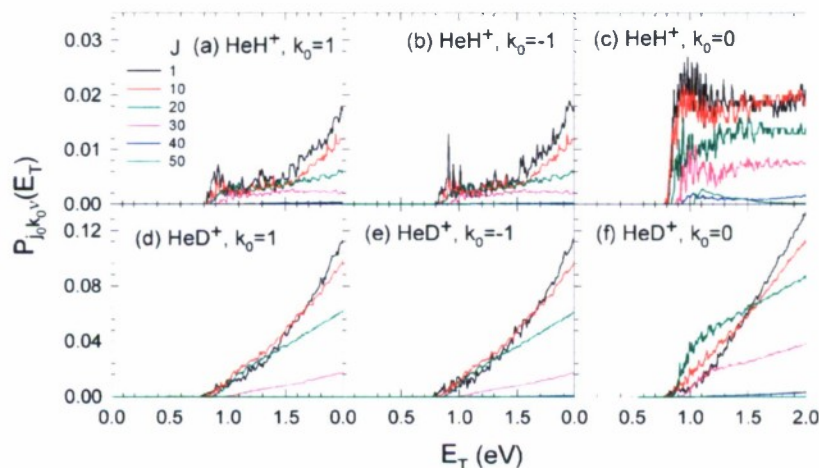 0.03
0.02
0.01
0.00
J
1
10
20
30
40
50
(a) HeH⁺, k₀=1
(b) HeH⁺, k₀=-1
(c) HeH⁺, k₀=0
P_{j₀k₀ν}(E_T)
0.12
0.08
0.04
0.00
(d) HeD⁺, k₀=1
(e) HeD⁺, k₀=-1
(f) HeD⁺, k₀=0
0.0 0.5 1.0 1.5 0.0 0.5 1.0 1.5 0.0 0.5 1.0 1.5 2.0
E_T (eV)